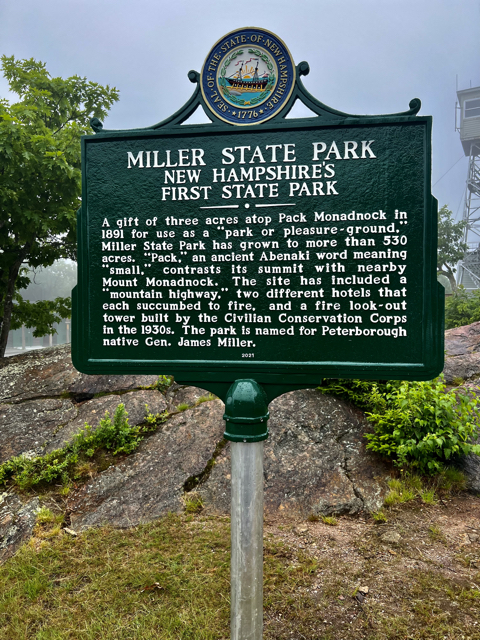 SEAL OF THE STATE OF NEW HAMPSHIRE
1776
MILLER STATE PARK
NEW HAMPSHIRE'S
FIRST STATE PARK
A gift of three acres atop Pack Monadnock in
1891 for use as a "park or pleasure-ground,"
Miller State Park has grown to more than 530
acres. "Pack," an ancient Abenaki word meaning
"small," contrasts its summit with nearby
Mount Monadnock. The site has included a
"mountain highway," two different hotels that
each succumbed to fire, and a fire look-out
tower built by the Civilian Conservation Corps
in the 1930s. The park is named for Peterborough
native Gen. James Miller.
2021